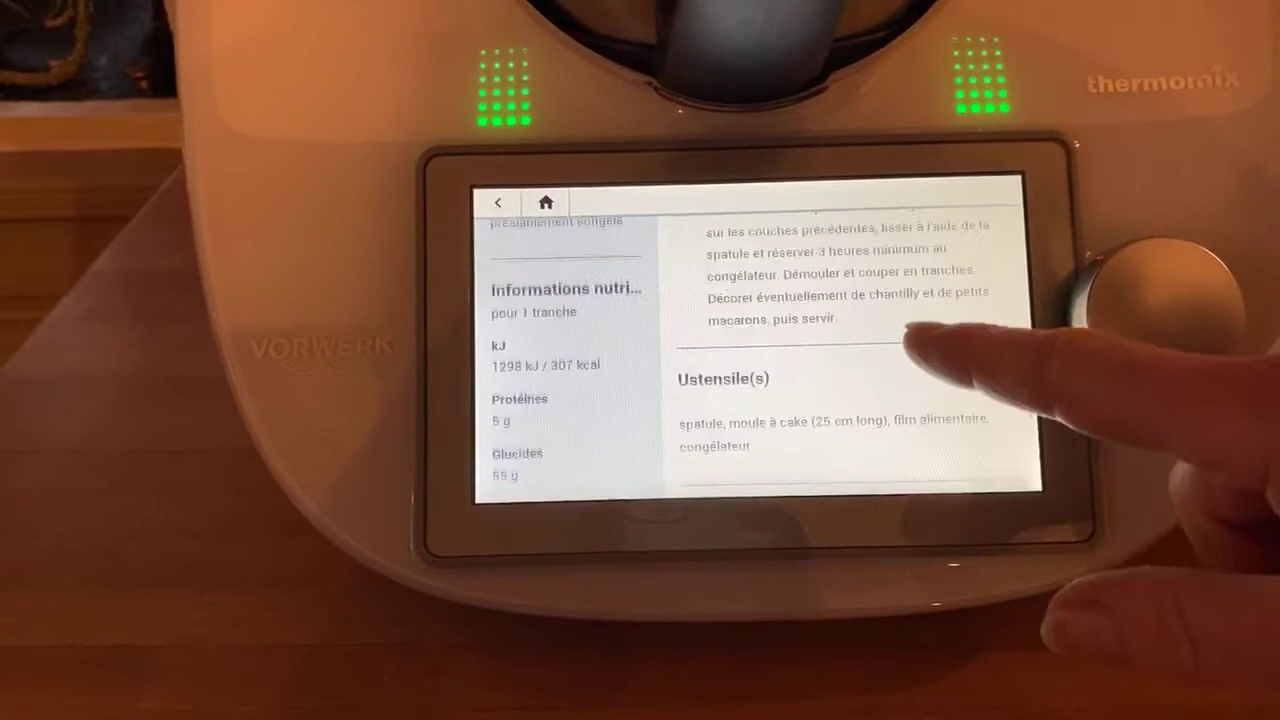 thermomix
VORWERK
préalablement congelé
Informations nutri...
pour 1 tranche
kJ
1298 kJ / 307 kcal
Protéines
5 g
Glucides
55 g
sur les couches précédentes, lisser à l'aide de la
spatule et réserver 3 heures minimum au
congélateur. Démouler et couper en tranches.
Décorer éventuellement de chantilly et de petits
macarons, puis servir.
Ustensile(s)
spatule, moule à cake (25 cm long), film alimentaire,
congélateur